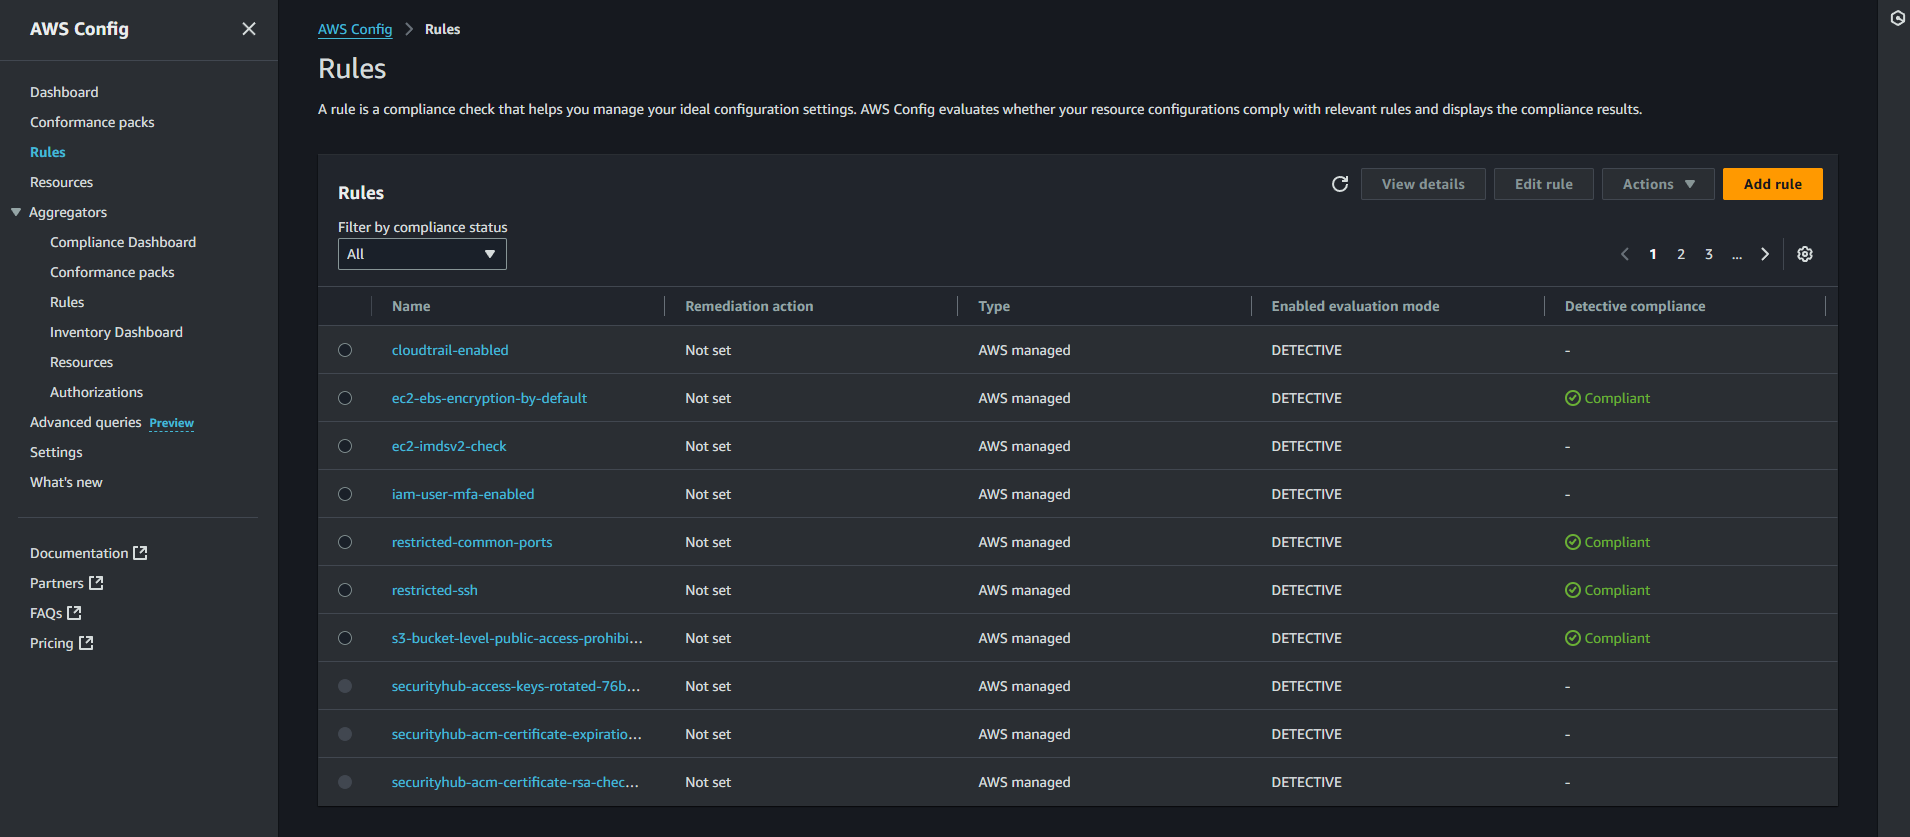 AWS Config
Dashboard
Conformance packs
Rules
Resources
Aggregators
Compliance Dashboard
Conformance packs
Rules
Inventory Dashboard
Resources
Authorizations
Advanced queries Preview
Settings
What's new
Documentation
Partners
FAQs
Pricing
AWS Config > Rules
Rules
A rule is a compliance check that helps you manage your ideal configuration settings. AWS Config evaluates whether your resource configurations comply with relevant rules and displays the compliance results.
Rules
View details Edit rule Actions Add rule
Filter by compliance status
All
1 2 3 ...
Name Remediation action Type Enabled evaluation mode Detective compliance
cloudtrail-enabled Not set AWS managed DETECTIVE -
ec2-ebs-encryption-by-default Not set AWS managed DETECTIVE Compliant
ec2-imdsv2-check Not set AWS managed DETECTIVE -
iam-user-mfa-enabled Not set AWS managed DETECTIVE -
restricted-common-ports Not set AWS managed DETECTIVE Compliant
restricted-ssh Not set AWS managed DETECTIVE Compliant
s3-bucket-level-public-access-prohibi... Not set AWS managed DETECTIVE Compliant
securityhub-access-keys-rotated-76b... Not set AWS managed DETECTIVE -
securityhub-acm-certificate-expiratio... Not set AWS managed DETECTIVE -
securityhub-acm-certificate-rsa-chec... Not set AWS managed DETECTIVE -